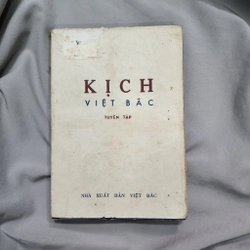 KỊCH
VIỆT BẮC
TUYỂN TẬP
NHÀ XUẤT BẢN VIỆT BẮC